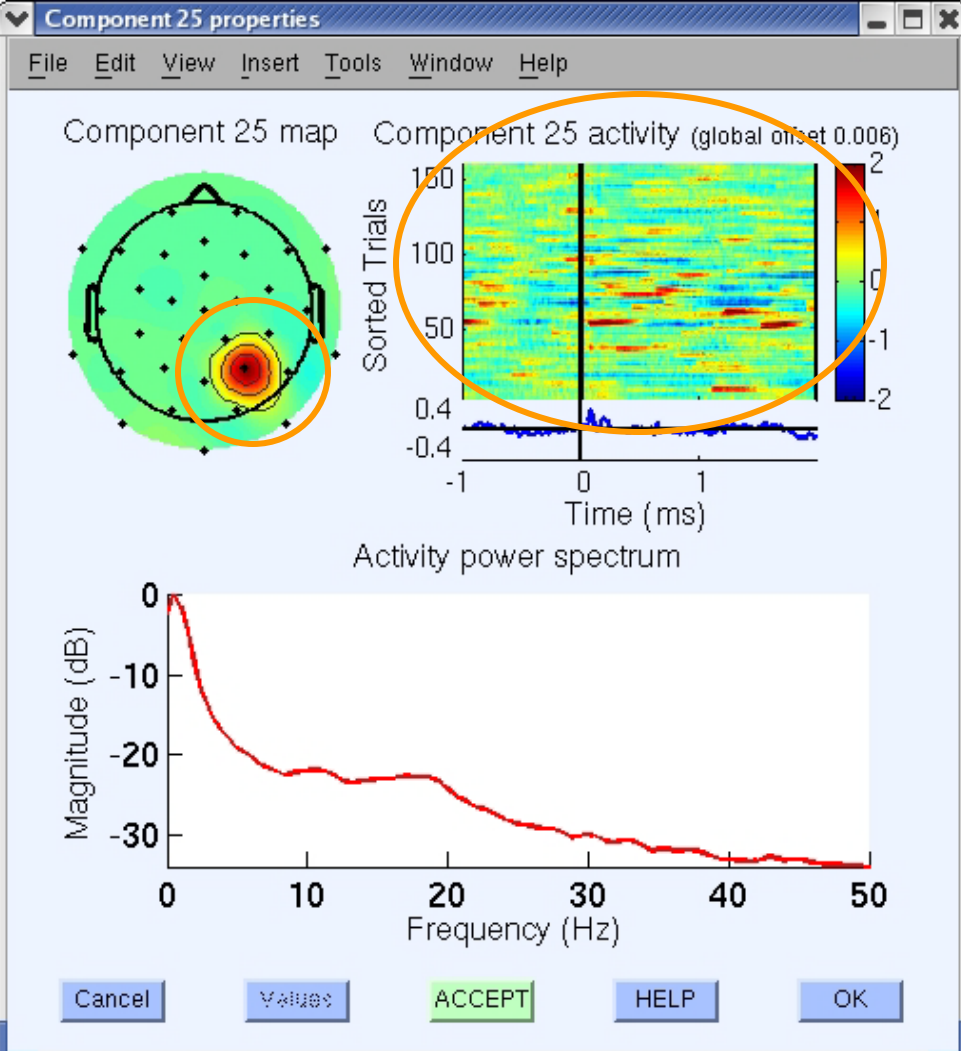 Component 25 properties
File Edit View Insert Tools Window Help
Component 25 map
Component 25 activity (global offset 0.006)
Sorted Trials
150
100
50
2
1
0
-1
-2
0.4
-0.4
-1 0 1
Time (ms)
Activity power spectrum
Magnitude (dB)
0
-10
-20
-30
0 10 20 30 40 50
Frequency (Hz)
Cancel Values ACCEPT HELP OK